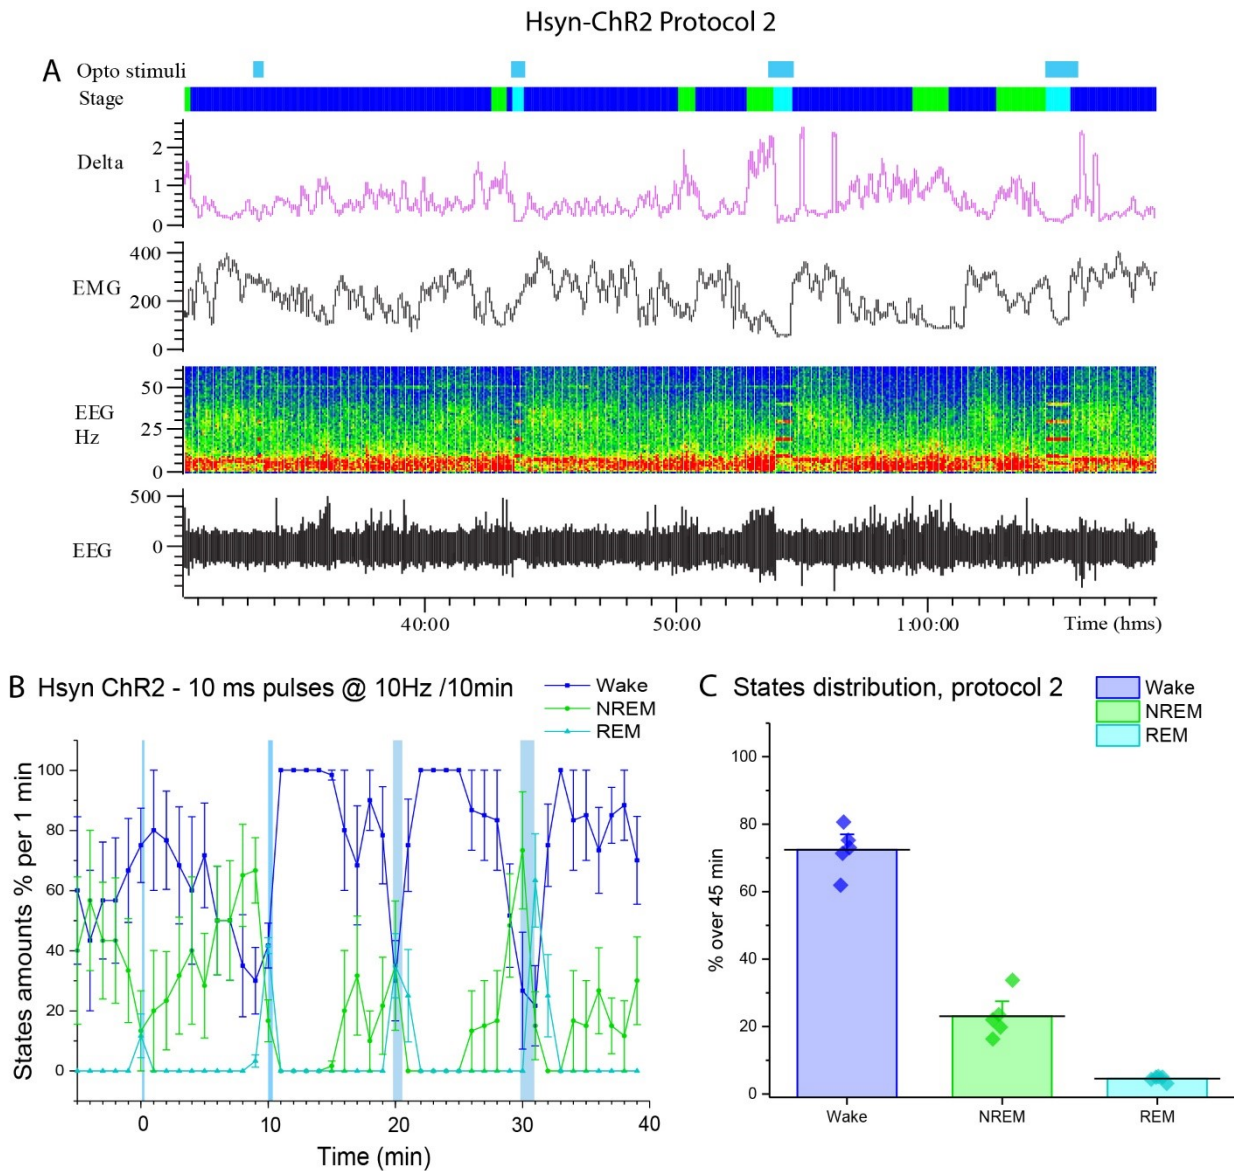 Hsyn-ChR2 Protocol 2
A
Opto stimuli
Stage
Delta
2
1
0
EMG
400
200
0
EEG
Hz
50
25
0
EEG
500
0
40:00
50:00
1:00:00
Time (hms)
B Hsyn ChR2 - 10 ms pulses @ 10Hz /10min
Wake
NREM
REM
States amounts % per 1 min
100
80
60
40
20
0
0
10
20
30
40
Time (min)
C States distribution, protocol 2
Wake
NREM
REM
% over 45 min
100
80
60
40
20
0
Wake
NREM
REM